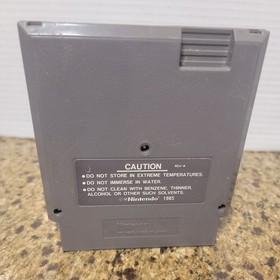 CAUTION REV-A
• DO NOT STORE IN EXTREME TEMPERATURES.
• DO NOT IMMERSE IN WATER.
• DO NOT CLEAN WITH BENZENE, THINNER,
ALCOHOL OR OTHER SUCH SOLVENTS.
© Nintendo 1985